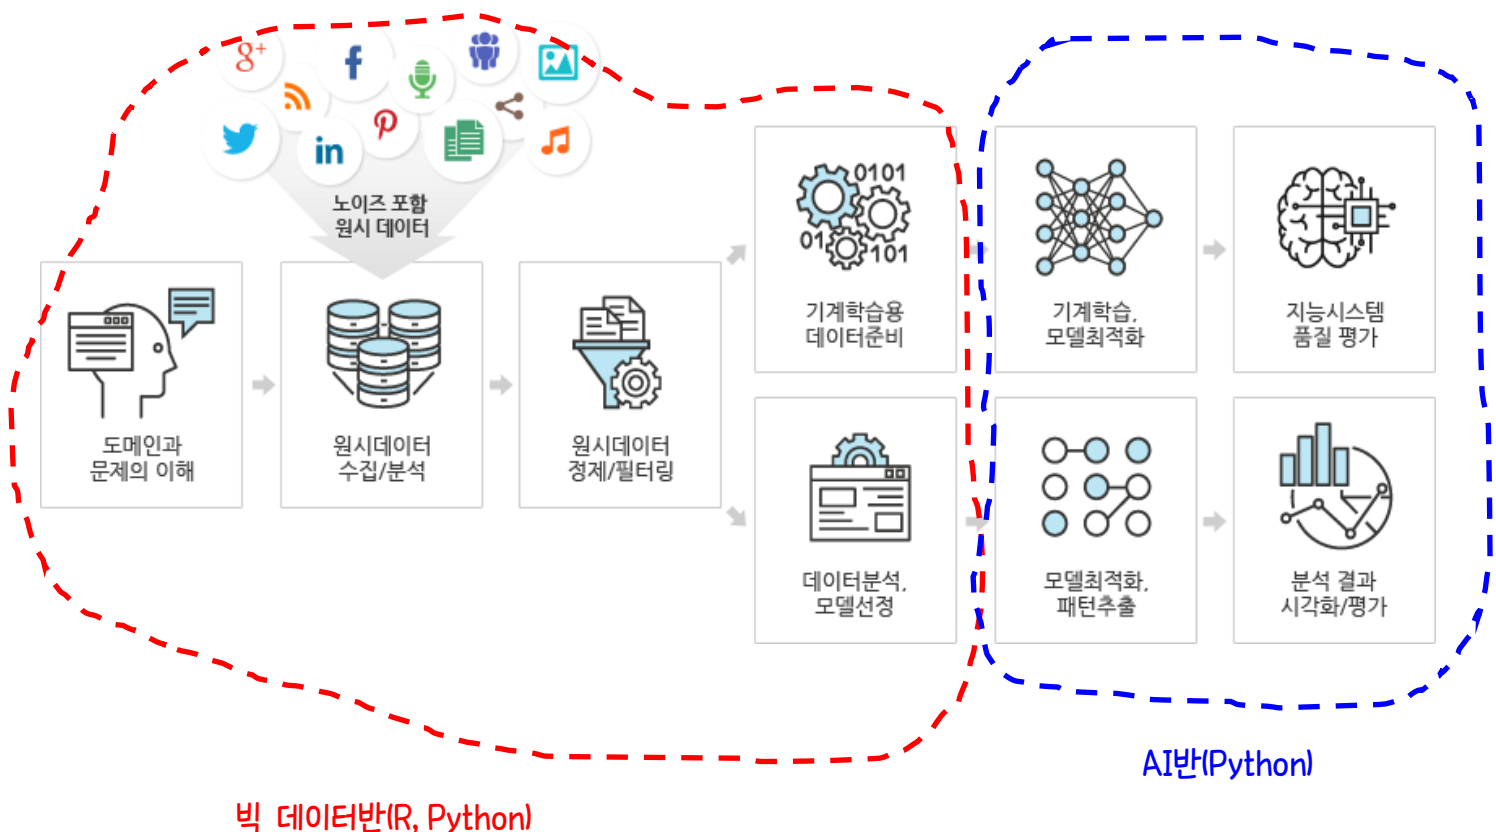 g+
f
in
노이즈 포함
원시 데이터
도메인과
문제의 이해
원시데이터
수집/분석
원시데이터
정제/필터링
0101
01
101
기계학습용
데이터준비
기계학습,
모델최적화
지능시스템
품질 평가
데이터분석,
모델선정
모델최적화,
패턴추출
분석 결과
시각화/평가
AI반(Python)
빅 데이터반(R, Python)